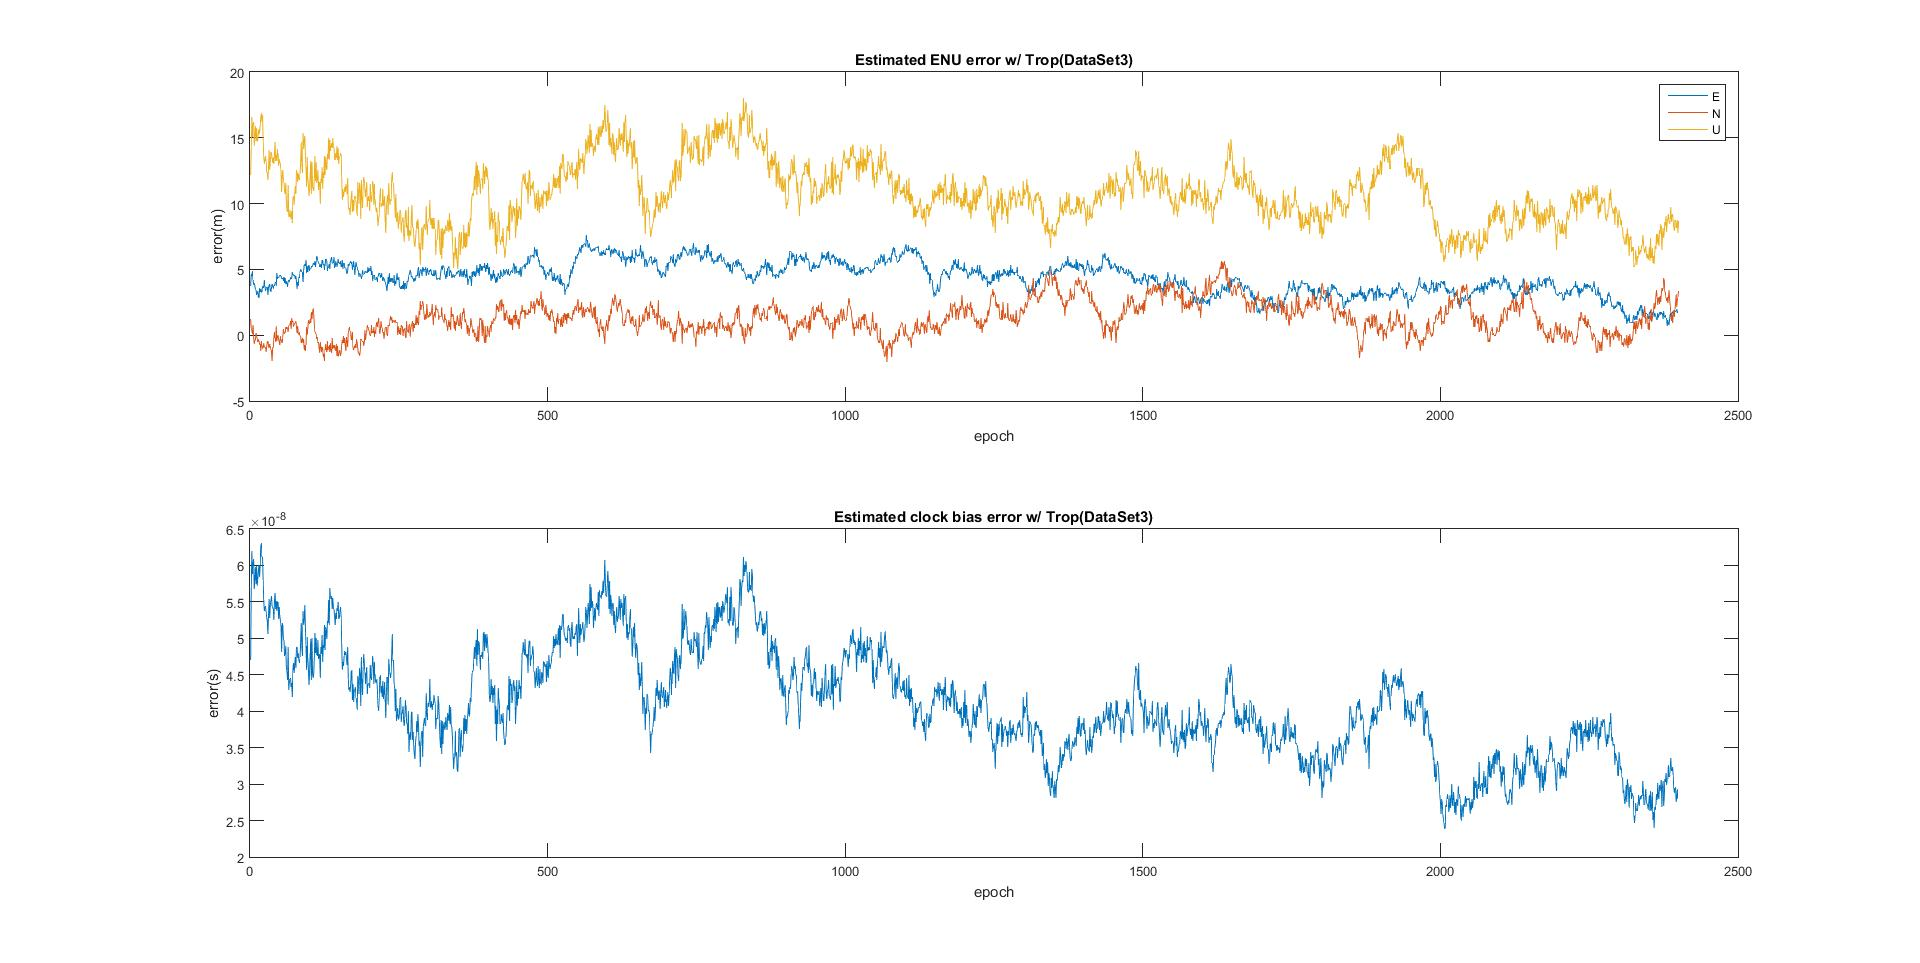 Estimated ENU error w/ Trop(DataSet3)
20
15
10
5
0
-5
error(m)
E
N
U
0 500 1000 1500 2000 2500
epoch
Estimated clock bias error w/ Trop(DataSet3)
×10-8
6.5
6
5.5
5
4.5
4
3.5
3
2.5
2
error(s)
0 500 1000 1500 2000 2500
epoch